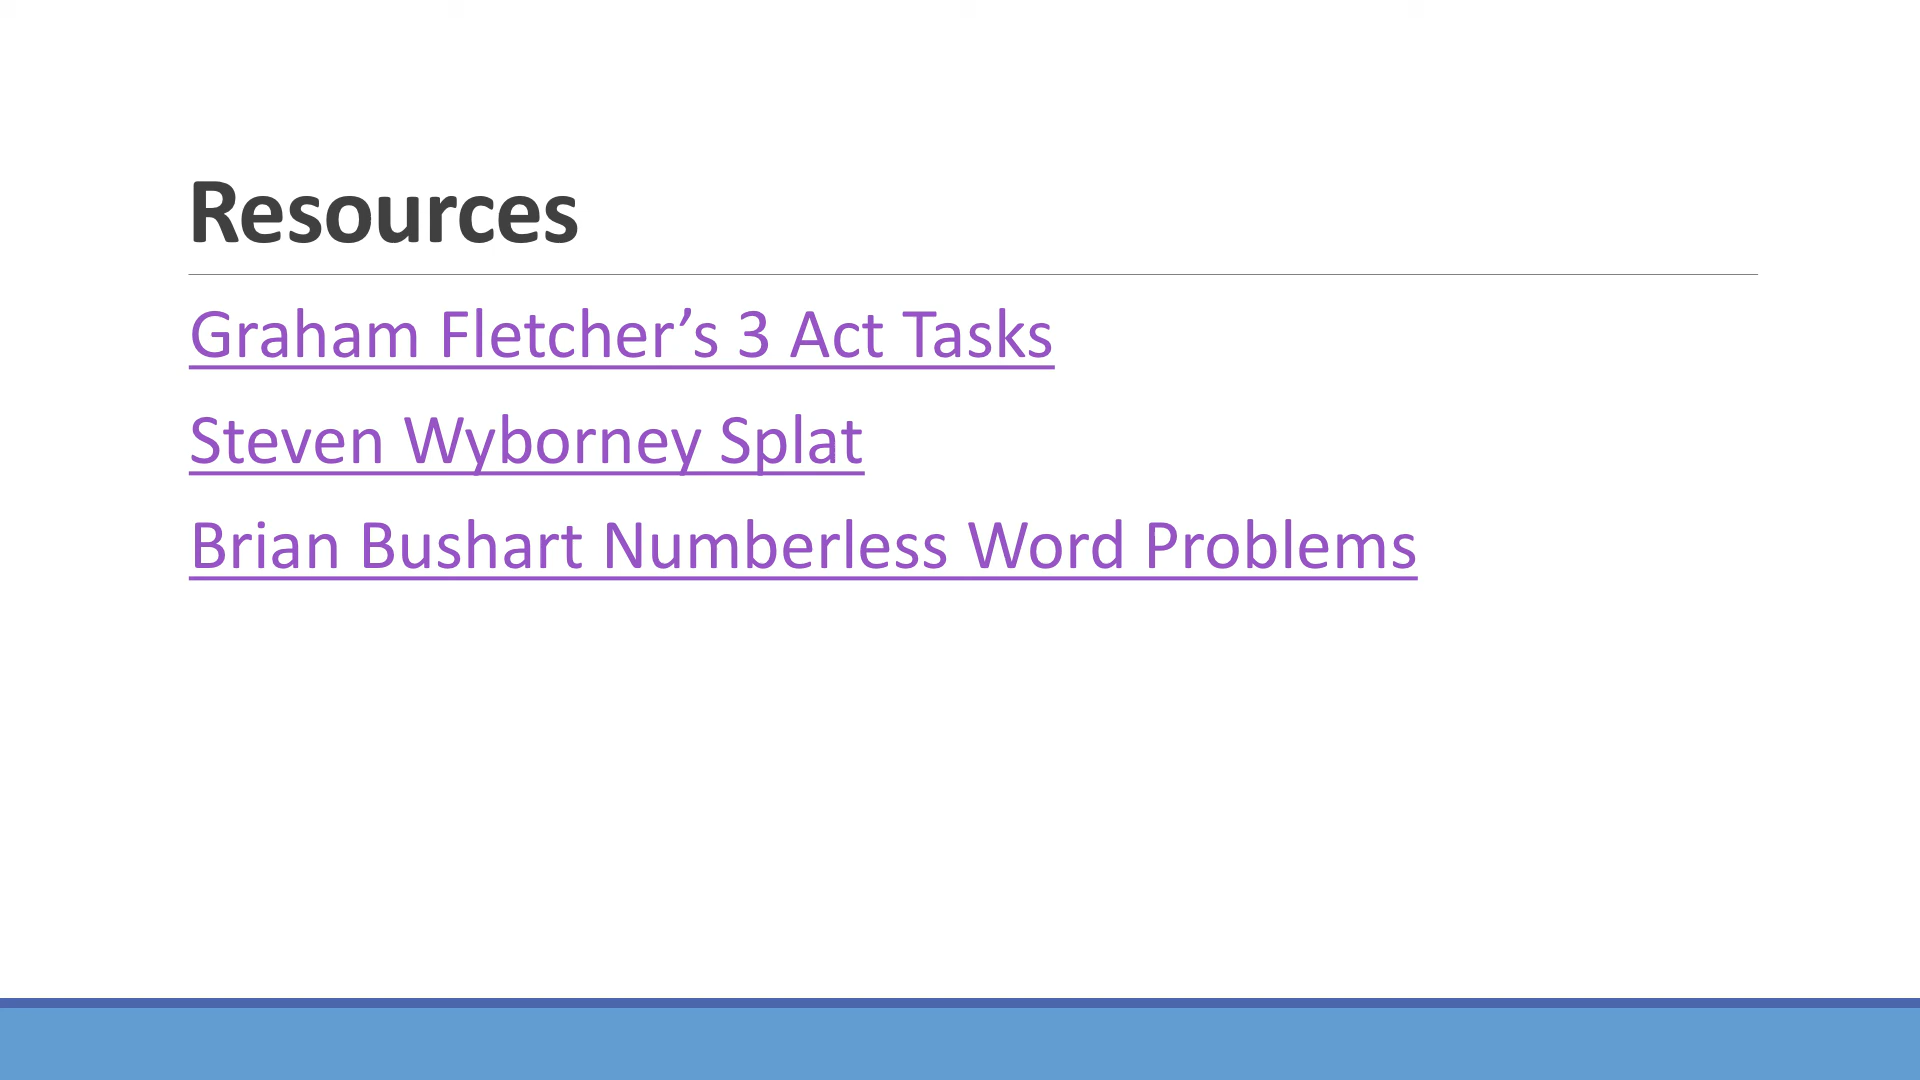 Resources
Graham Fletcher’s 3 Act Tasks
Steven Wyborney Splat
Brian Bushart Numberless Word Problems